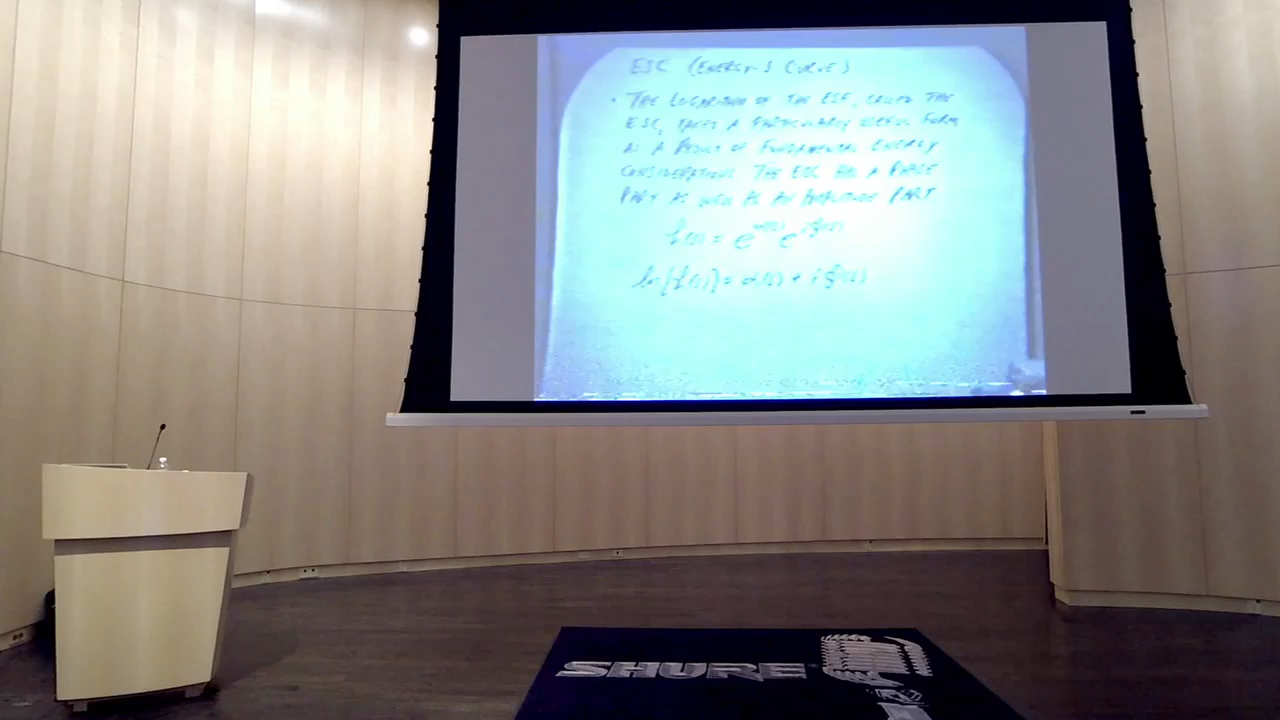 ESC (ENERGY-S CURVE)
• THE LOGARITHM OF THE ESF, CALLED THE
ESC, TAKES A PARTICULARLY USEFUL FORM
AS A RESULT OF FUNDAMENTAL ENERGY
CONSIDERATIONS. THE ESC HAS A PHASE
PART AS WELL AS AN AMPLITUDE PART
SHURE